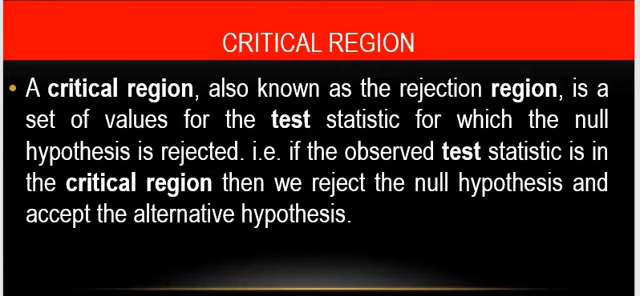 CRITICAL REGION
• A critical region, also known as the rejection region, is a
set of values for the test statistic for which the null
hypothesis is rejected. i.e. if the observed test statistic is in
the critical region then we reject the null hypothesis and
accept the alternative hypothesis.